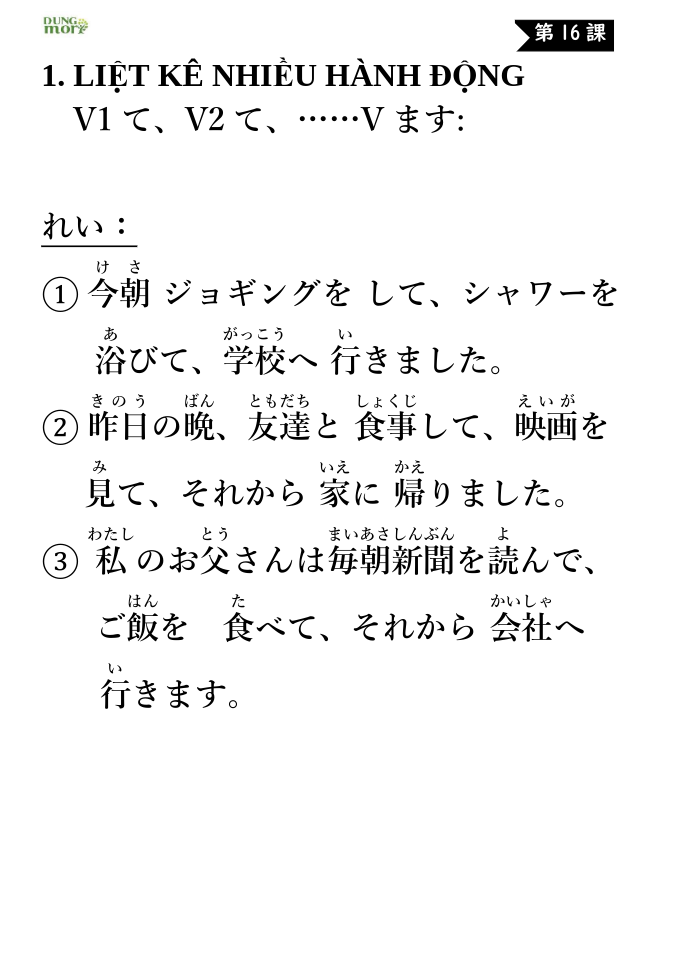 DUNG
mori
第16課
1. LIỆT KÊ NHIỀU HÀNH ĐỘNG
V1 て、V2 て、……V ます:
れい：
けさ
① 今朝 ジョギングを して、シャワーを
あ がっこう い
浴びて、学校へ 行きました。
きのう ばん ともだち しょくじ えいが
② 昨日の晩、友達と 食事して、映画を
み いえ かえ
見て、それから 家に 帰りました。
わたし とう まいあさしんぶん よ
③ 私のお父さんは毎朝新聞を読んで、
はん た かいしゃ
ご飯を 食べて、それから 会社へ
い
行きます。